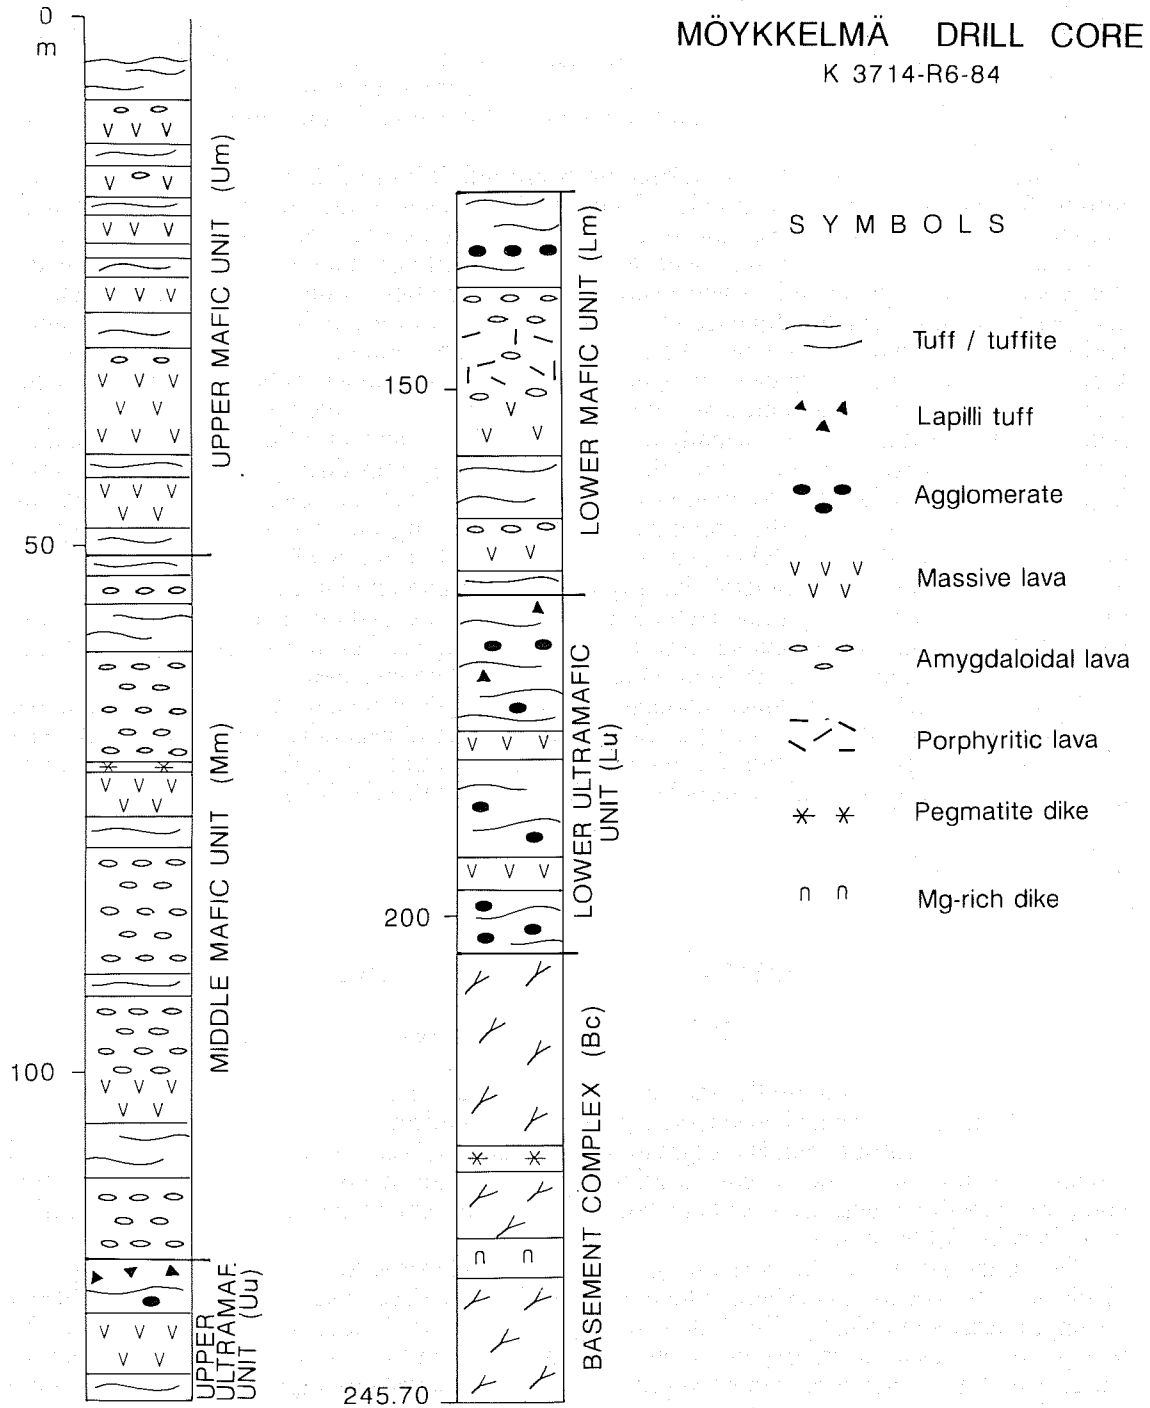 MÖYKKELMÄ DRILL CORE
K 3714-R6-84
0
m
50
100
UPPER MAFIC UNIT (Um)
MIDDLE MAFIC UNIT (Mm)
UPPER
ULTRAMAF.
UNIT (Uu)
150
200
245.70
LOWER MAFIC UNIT (Lm)
LOWER ULTRAMAFIC
UNIT (Lu)
BASEMENT COMPLEX (Bc)
SYMBOLS
Tuff / tuffite
Lapilli tuff
Agglomerate
Massive lava
Amygdaloidal lava
Porphyritic lava
Pegmatite dike
Mg-rich dike